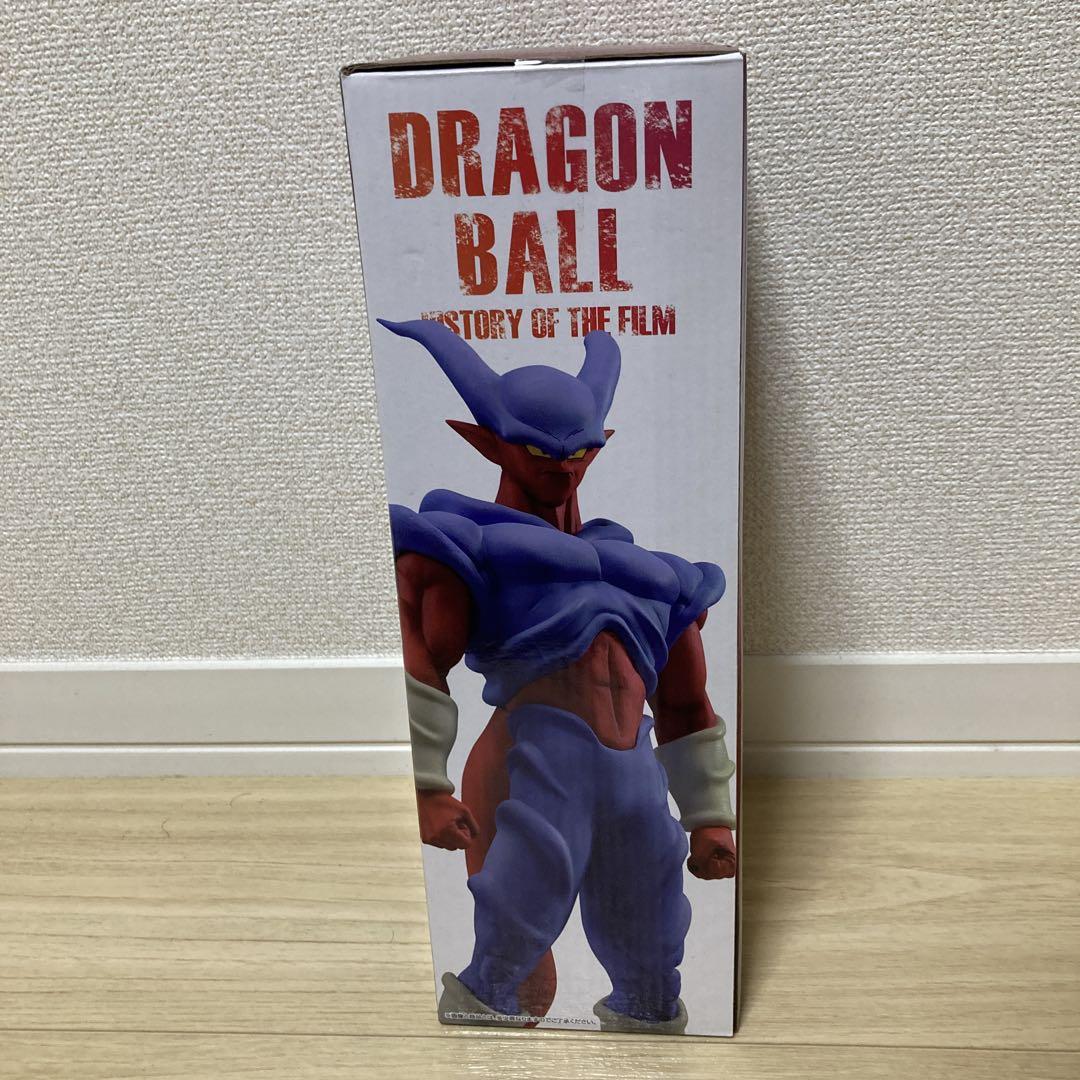 DRAGON
BALL
HISTORY OF THE FILM